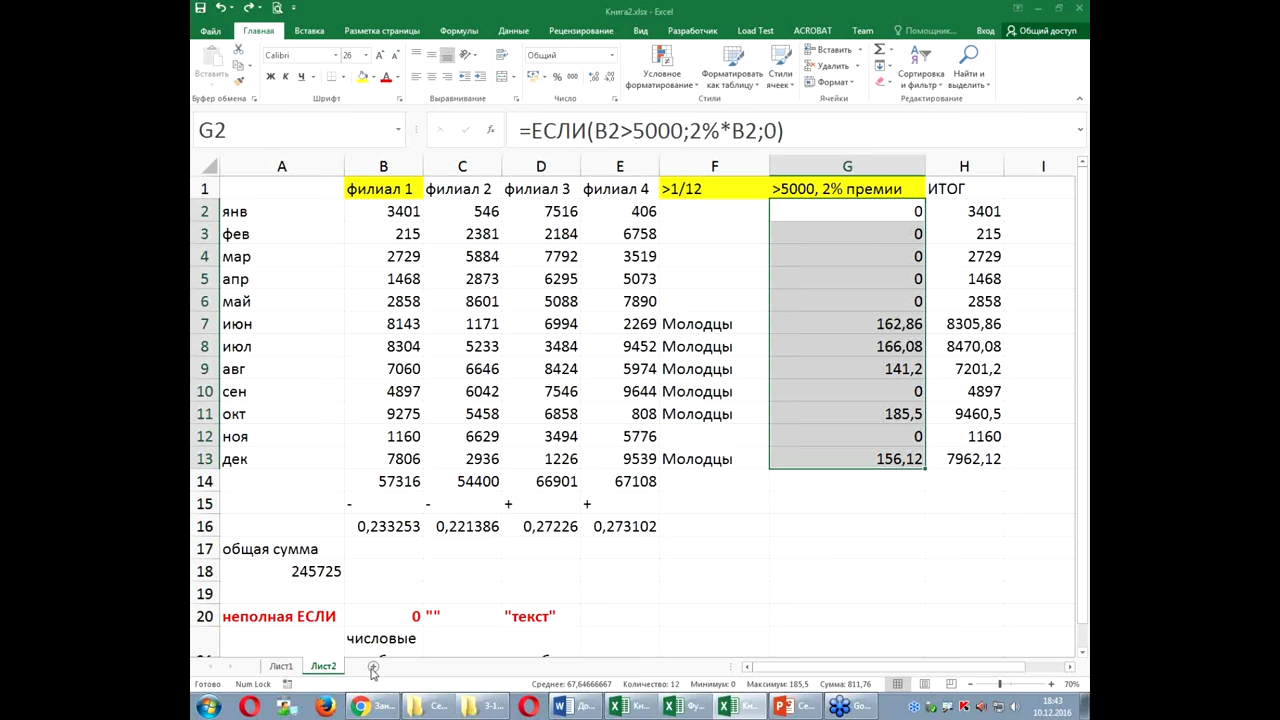 Книга2.xlsx - Excel
Файл Главная Вставка Разметка страницы Формулы Данные Рецензирование Вид Разработчик Load Test ACROBAT Team Помощник... Вход Общий доступ
Вставить Calibri 26 Общий Условное форматирование Форматировать как таблицу Стили ячеек Вставить Удалить Формат Сортировка и фильтр Найти и выделить
Буфер обмена Шрифт Выравнивание Число Стили Ячейки Редактирование
G2 =ЕСЛИ(B2>5000;2%*B2;0)
A B C D E F G H I
1 филиал 1 филиал 2 филиал 3 филиал 4 >1/12 >5000, 2% премии ИТОГ
2 янв 3401 546 7516 406 0 3401
3 фев 215 2381 2184 6758 0 215
4 мар 2729 5884 7792 3519 0 2729
5 апр 1468 2873 6295 5073 0 1468
6 май 2858 8601 5088 7890 0 2858
7 июн 8143 1171 6994 2269 Молодцы 162,86 8305,86
8 июл 8304 5233 3484 9452 Молодцы 166,08 8470,08
9 авг 7060 6646 8424 5974 Молодцы 141,2 7201,2
10 сен 4897 6042 7546 9644 Молодцы 0 4897
11 окт 9275 5458 6858 808 Молодцы 185,5 9460,5
12 ноя 1160 6629 3494 5776 0 1160
13 дек 7806 2936 1226 9539 Молодцы 156,12 7962,12
14 57316 54400 66901 67108
15 - - + +
16 0,233253 0,221386 0,27226 0,273102
17 общая сумма
18 245725
19
20 неполная ЕСЛИ 0 "" "текст"
числовые
Лист1 Лист2
Готово Num Lock Среднее: 67,64666667 Количество: 12 Минимум: 0 Максимум: 185,5 Сумма: 811,76 70%
Зан... Се... 3-1... До... Кн... Фу... Кн... Се... Go... 18:43
10.12.2016